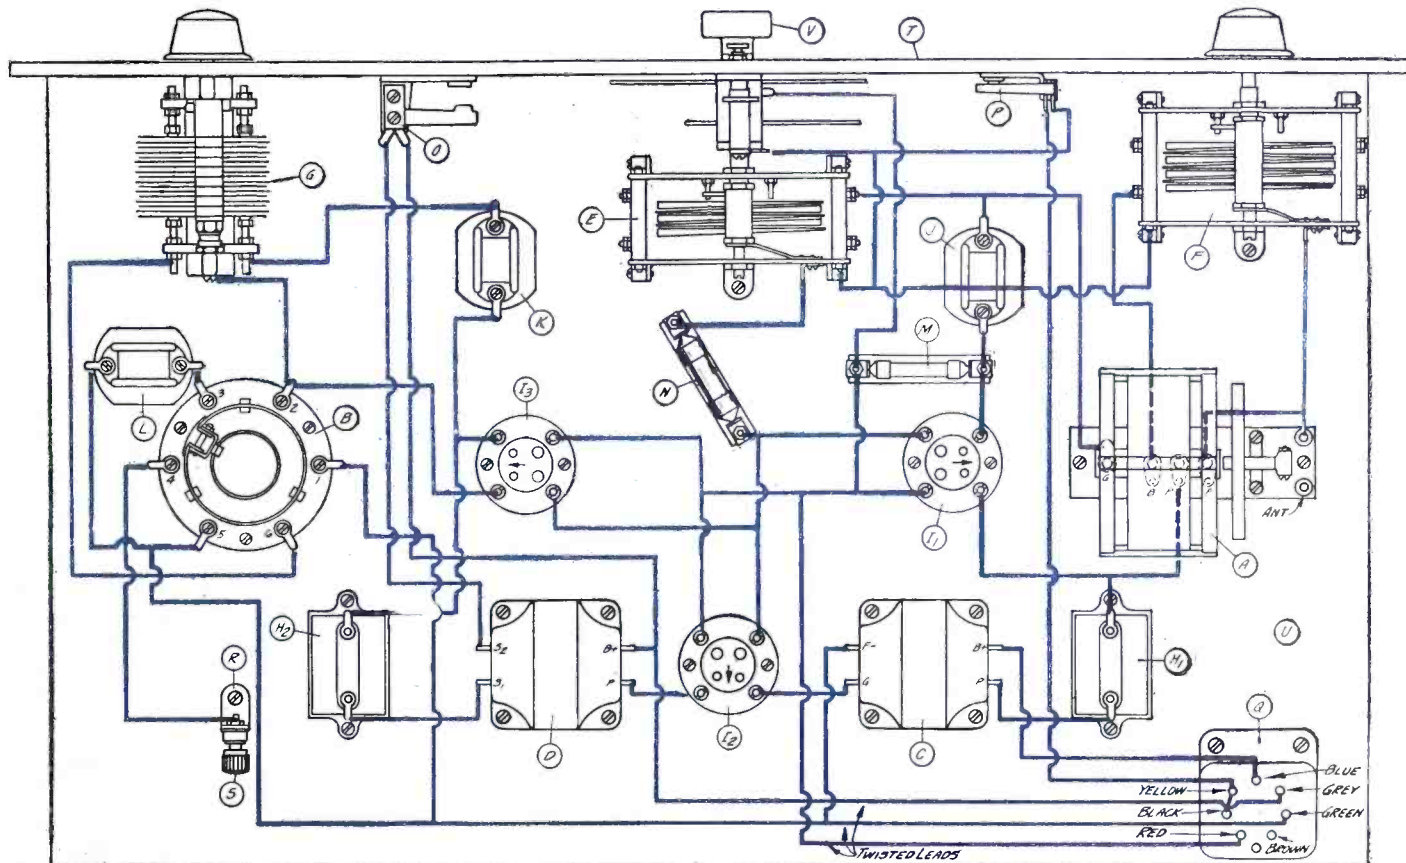 V
T
G
O
P
E
J
F
K
M
N
L
3
2
B
I3
4
1
G
B
P
F
5
6
I1
ANT
A
H2
S2
B+
F-
B+
U
S1
P
G
P
H1
R
D
I2
C
Q
S
BLUE
YELLOW
GREY
BLACK
GREEN
RED
BROWN
TWISTED LEADS